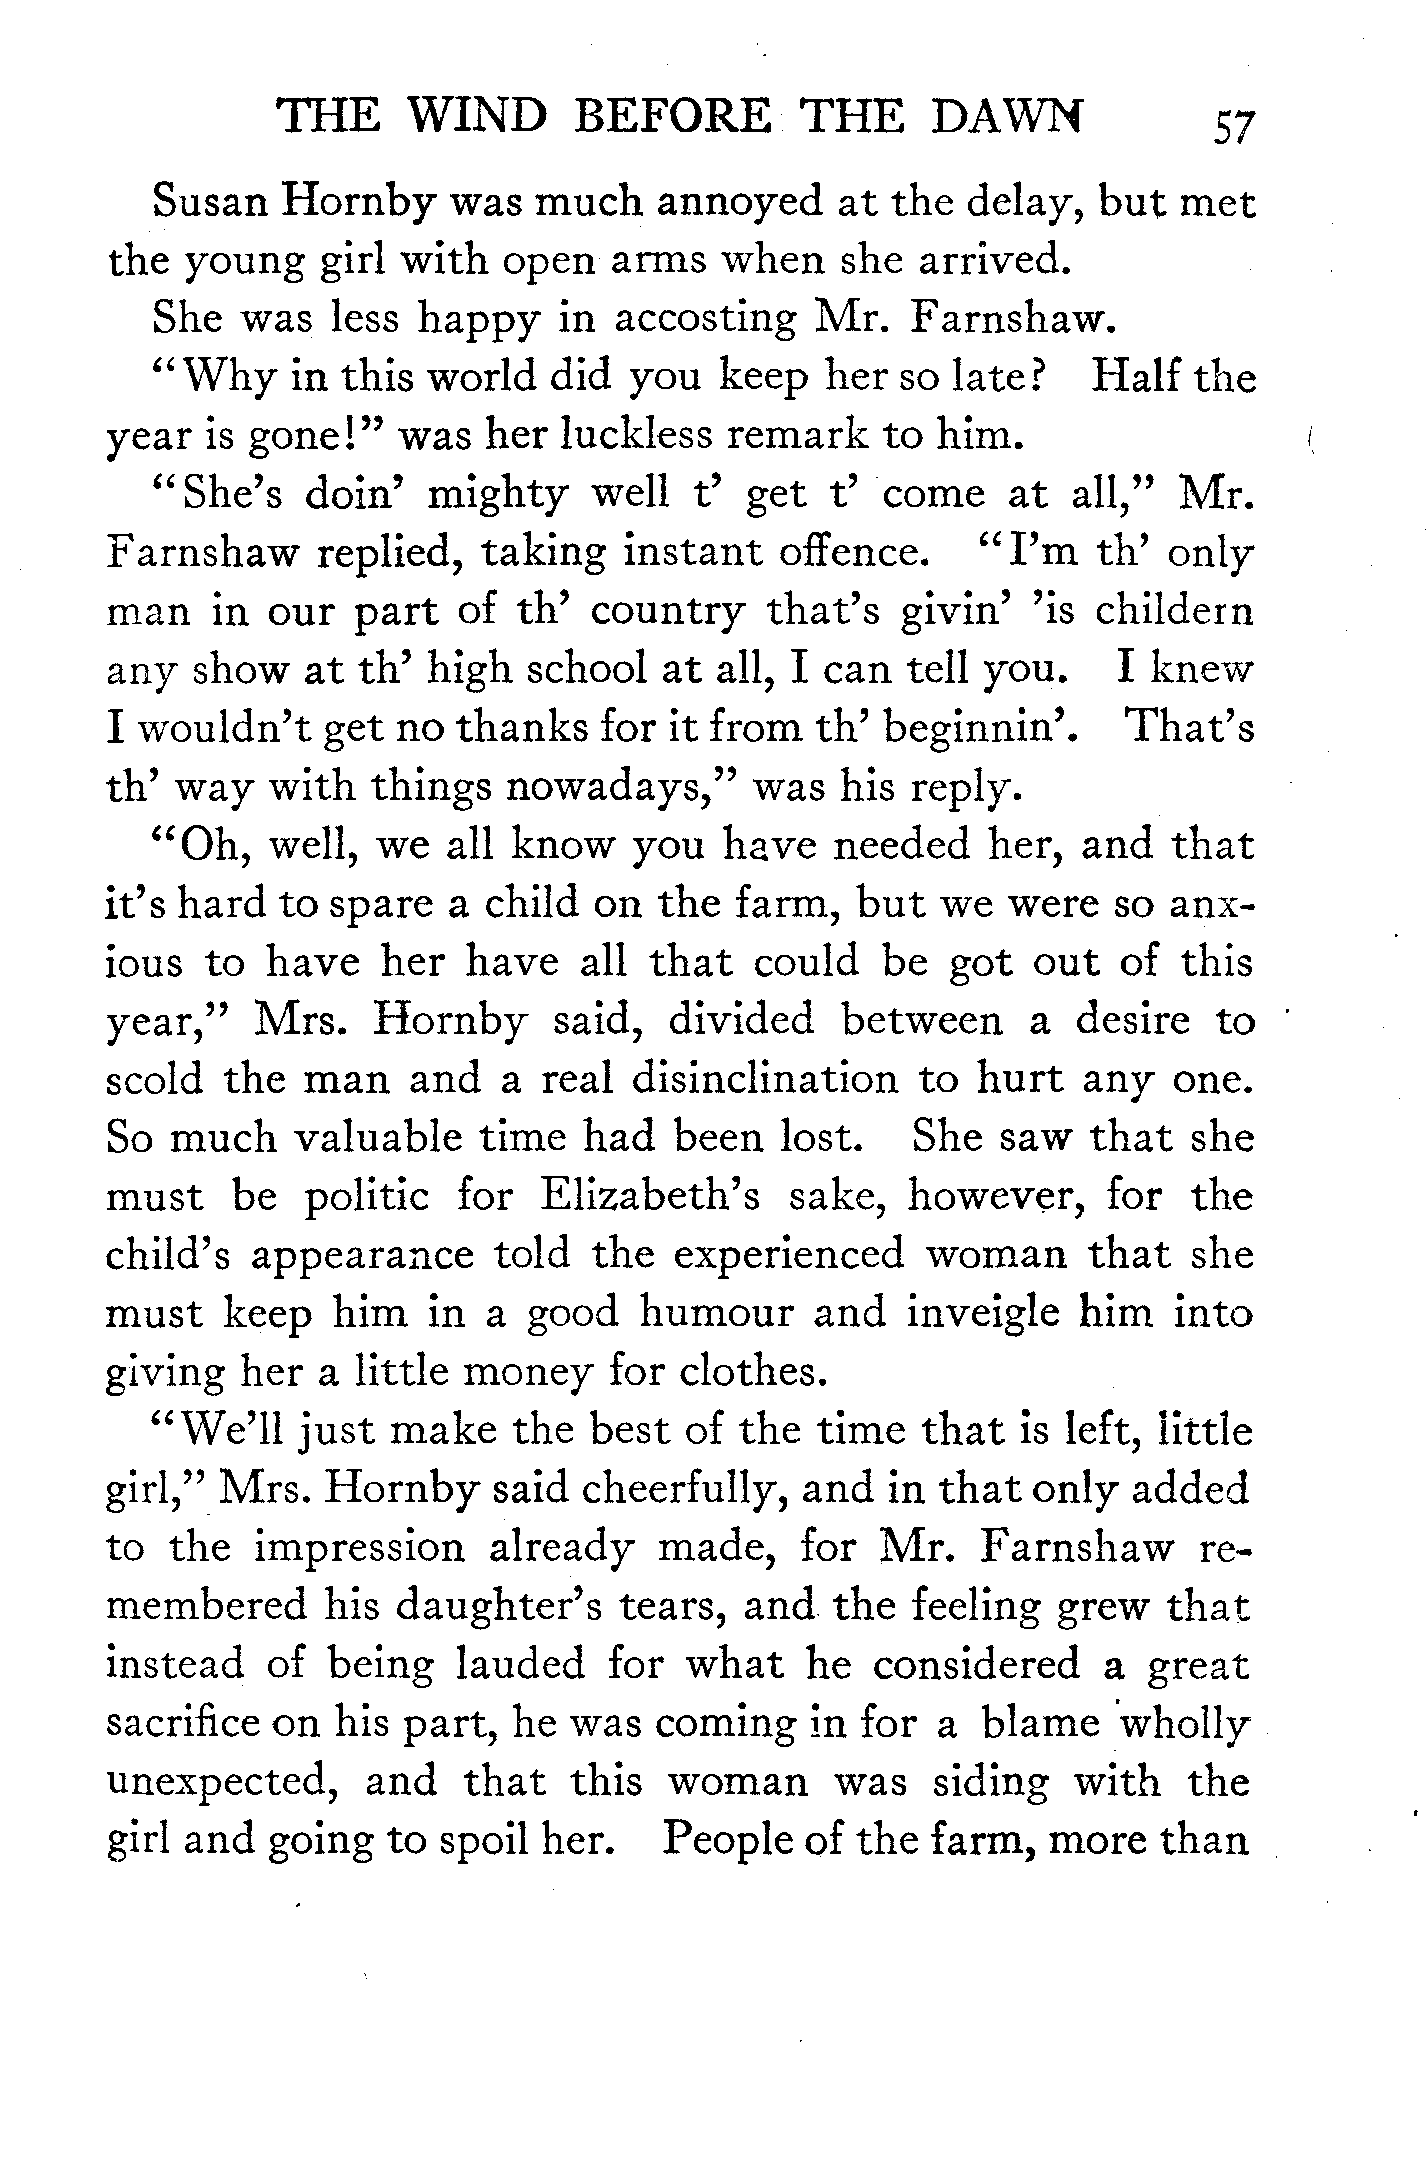 THE WIND BEFORE THE DAWN 57
Susan Hornby was much annoyed at the delay, but met
the young girl with open arms when she arrived.
She was less happy in accosting Mr. Farnshaw.
“Why in this world did you keep her so late? Half the
year is gone!” was her luckless remark to him.
“She’s doin’ mighty well t’ get t’ come at all,” Mr.
Farnshaw replied, taking instant offence. “I’m th’ only
man in our part of th’ country that’s givin’ ’is childern
any show at th’ high school at all, I can tell you. I knew
I wouldn’t get no thanks for it from th’ beginnin’. That’s
th’ way with things nowadays,” was his reply.
“Oh, well, we all know you have needed her, and that
it’s hard to spare a child on the farm, but we were so anx-
ious to have her have all that could be got out of this
year,” Mrs. Hornby said, divided between a desire to
scold the man and a real disinclination to hurt any one.
So much valuable time had been lost. She saw that she
must be politic for Elizabeth’s sake, however, for the
child’s appearance told the experienced woman that she
must keep him in a good humour and inveigle him into
giving her a little money for clothes.
“We’ll just make the best of the time that is left, little
girl,” Mrs. Hornby said cheerfully, and in that only added
to the impression already made, for Mr. Farnshaw re-
membered his daughter’s tears, and the feeling grew that
instead of being lauded for what he considered a great
sacrifice on his part, he was coming in for a blame wholly
unexpected, and that this woman was siding with the
girl and going to spoil her. People of the farm, more than